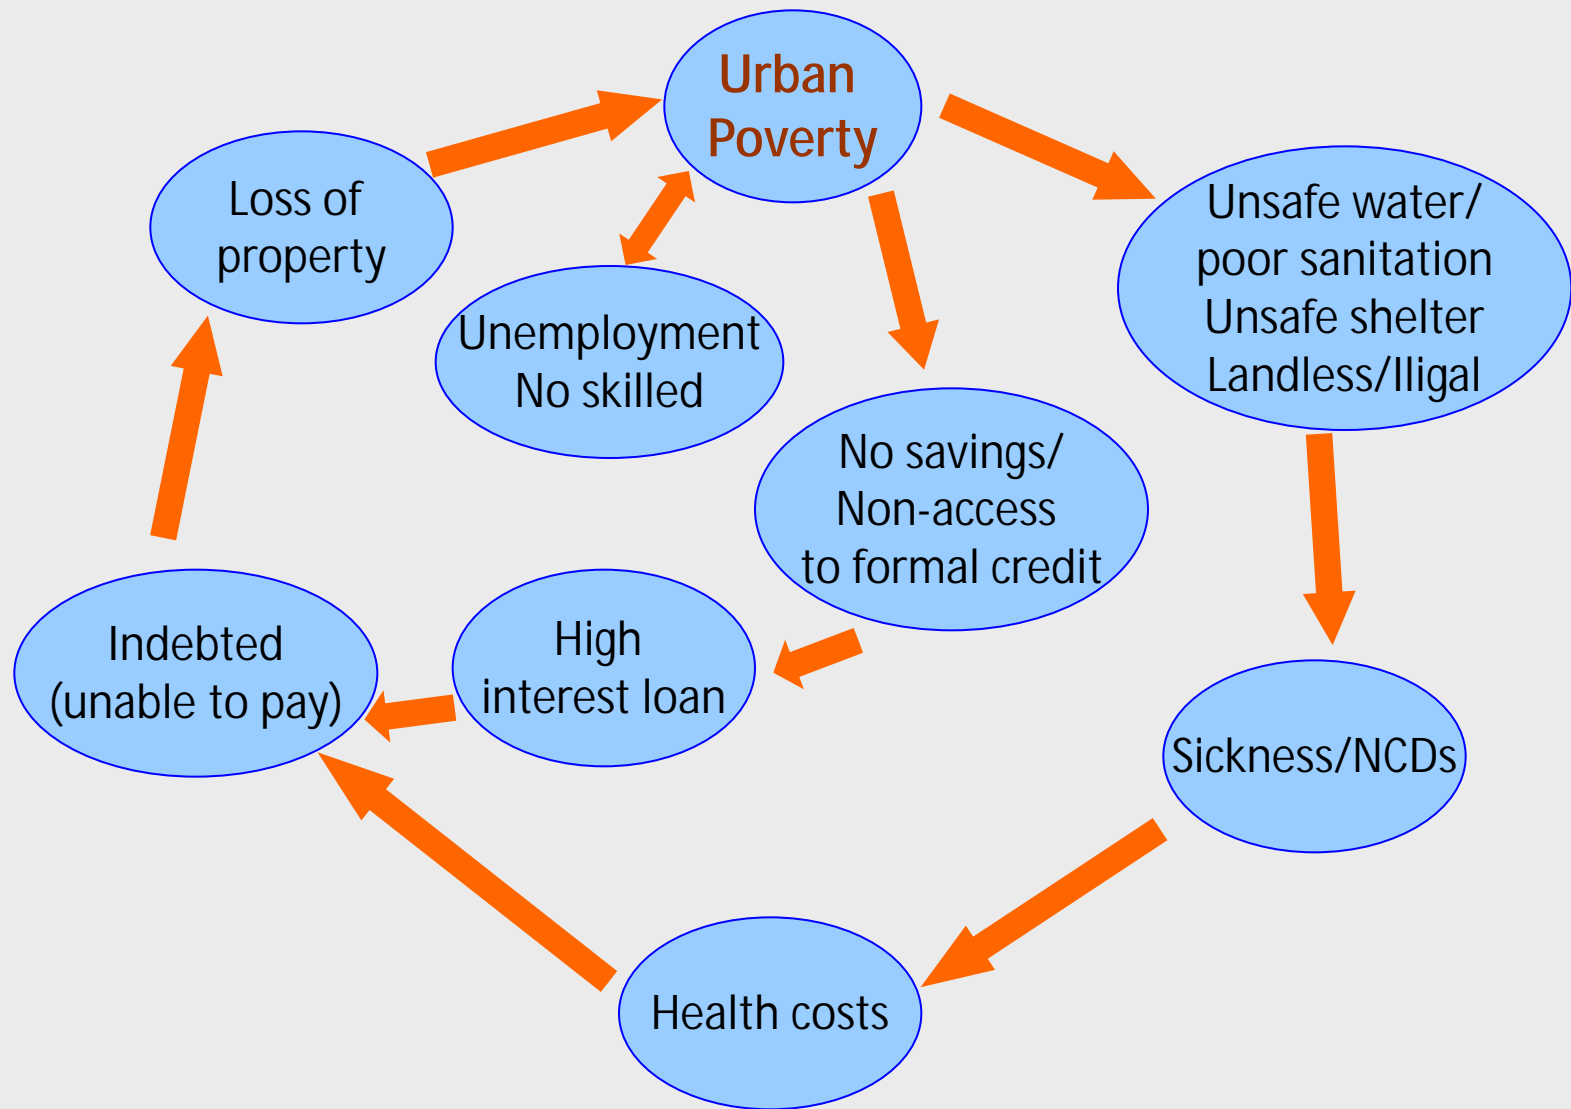 Urban
Poverty
Loss of
property
Unsafe water/
poor sanitation
Unsafe shelter
Landless/Iligal
Unemployment
No skilled
No savings/
Non-access
to formal credit
High
interest loan
Indebted
(unable to pay)
Sickness/NCDs
Health costs